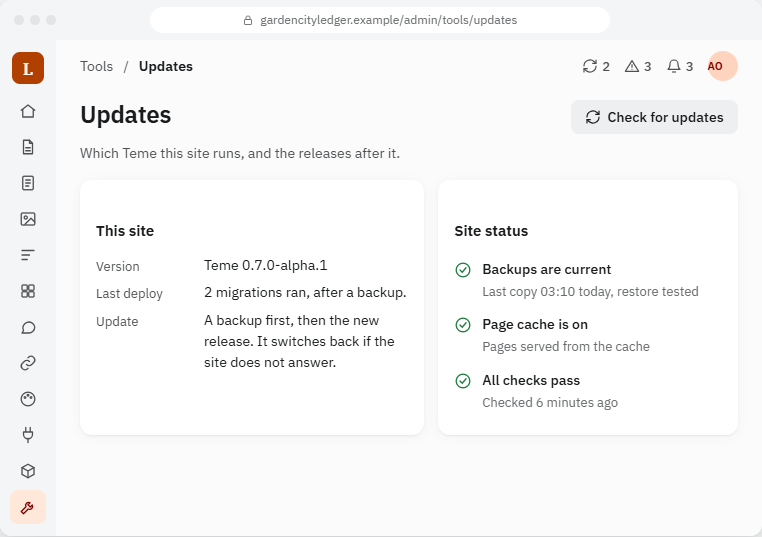 gardencityledger.example/admin/tools/updates
L
Tools / Updates
2
3
3
AO
Updates
Check for updates
Which Teme this site runs, and the releases after it.
This site
Version
Teme 0.7.0-alpha.1
Last deploy
2 migrations ran, after a backup.
Update
A backup first, then the new
release. It switches back if the
site does not answer.
Site status
Backups are current
Last copy 03:10 today, restore tested
Page cache is on
Pages served from the cache
All checks pass
Checked 6 minutes ago